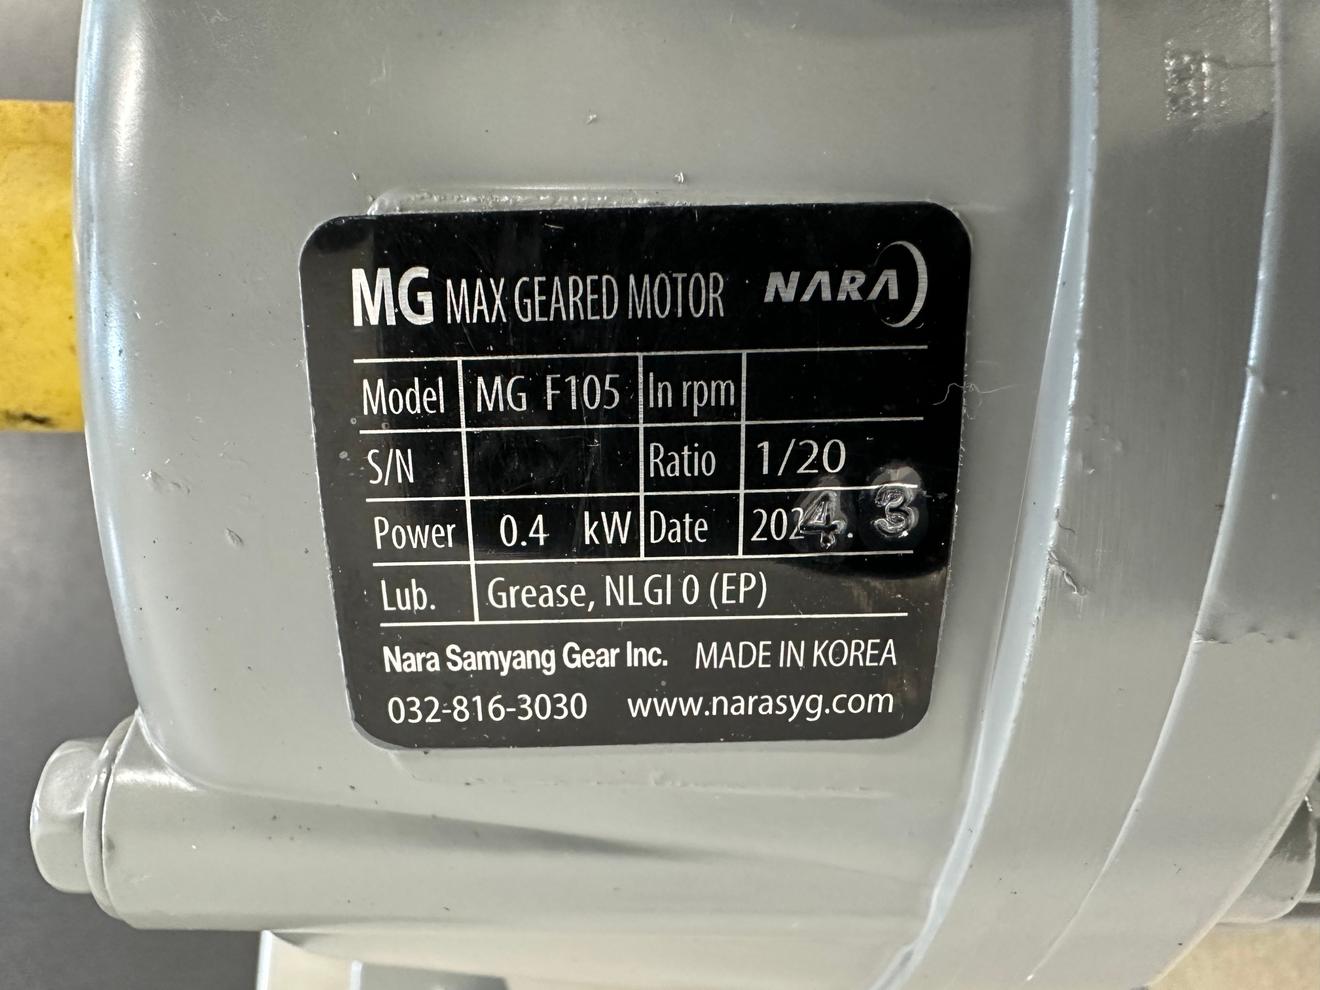 MG MAX GEARED MOTOR NARA
Model MG F105 In rpm
S/N Ratio 1/20
Power 0.4 kW Date 2024.3
Lub. Grease, NLGI 0 (EP)
Nara Samyang Gear Inc. MADE IN KOREA
032-816-3030 www.narasyg.com